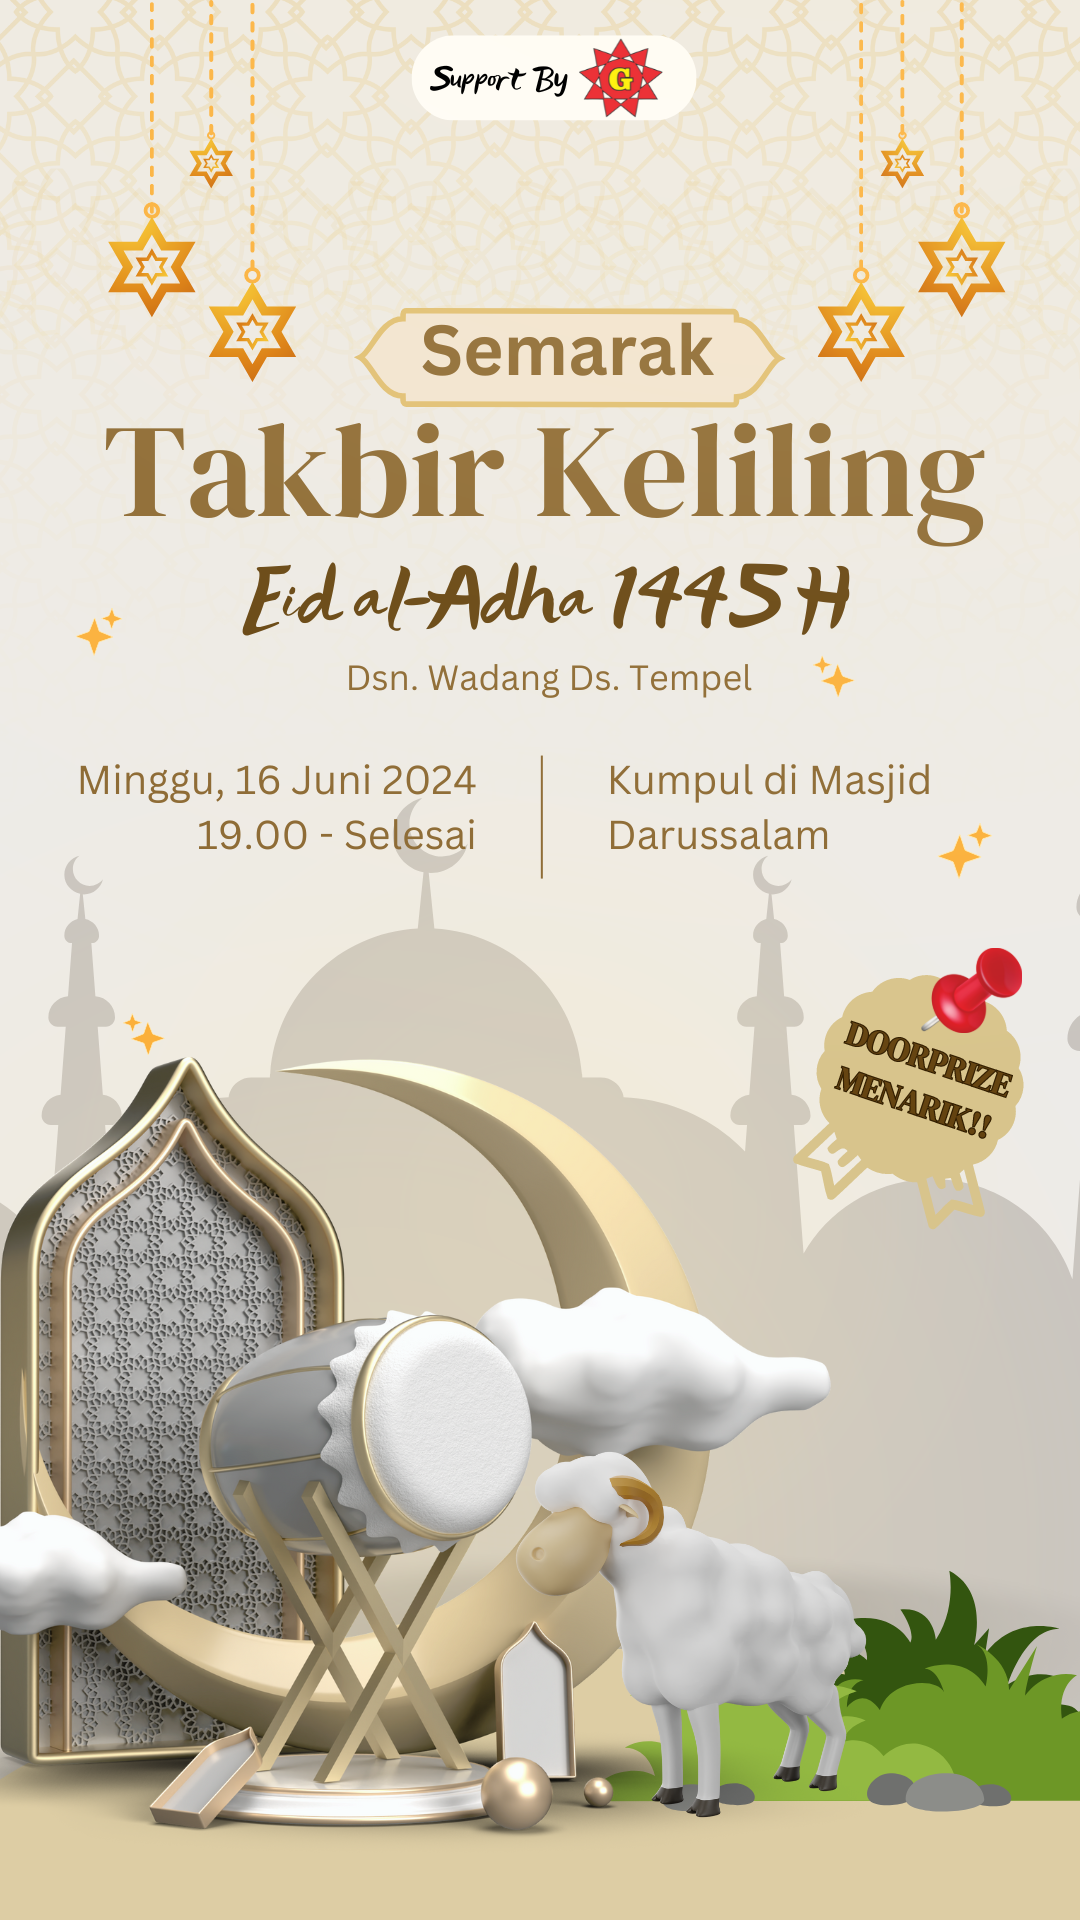 Support By G
Semarak
Takbir Keliling
Eid al-Adha 1445 H
Dsn. Wadang Ds. Tempel
Minggu, 16 Juni 2024
19.00 - Selesai
Kumpul di Masjid
Darussalam
DOORPRIZE
MENARIK!!